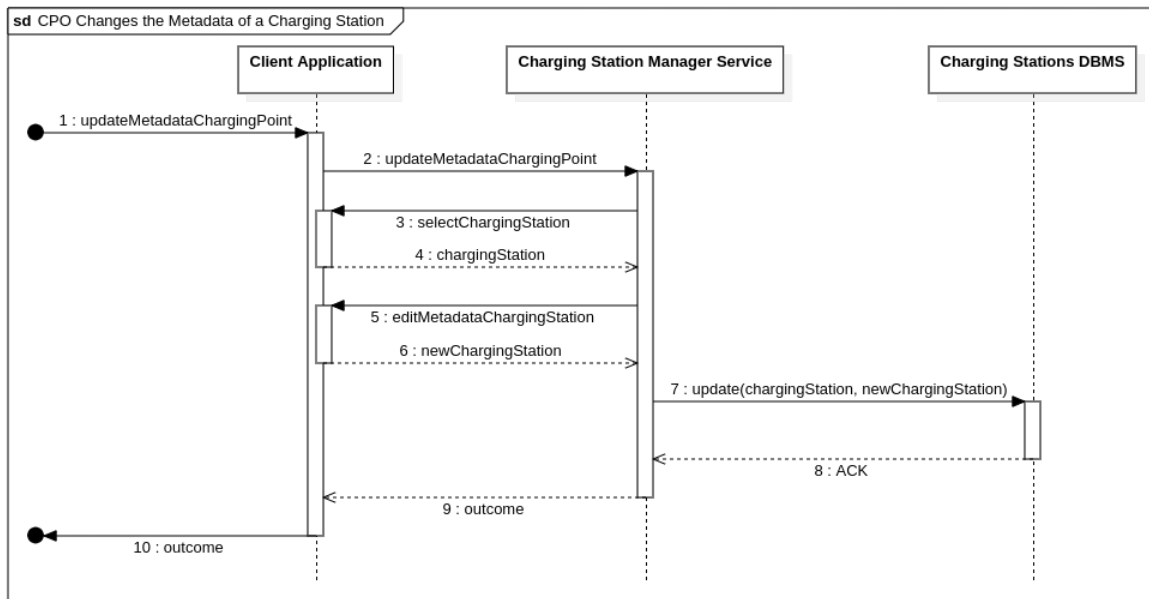 sd CPO Changes the Metadata of a Charging Station
Client Application
Charging Station Manager Service
Charging Stations DBMS
1 : updateMetadataChargingPoint
2 : updateMetadataChargingPoint
3 : selectChargingStation
4 : chargingStation
5 : editMetadataChargingStation
6 : newChargingStation
7 : update(chargingStation, newChargingStation)
8 : ACK
9 : outcome
10 : outcome